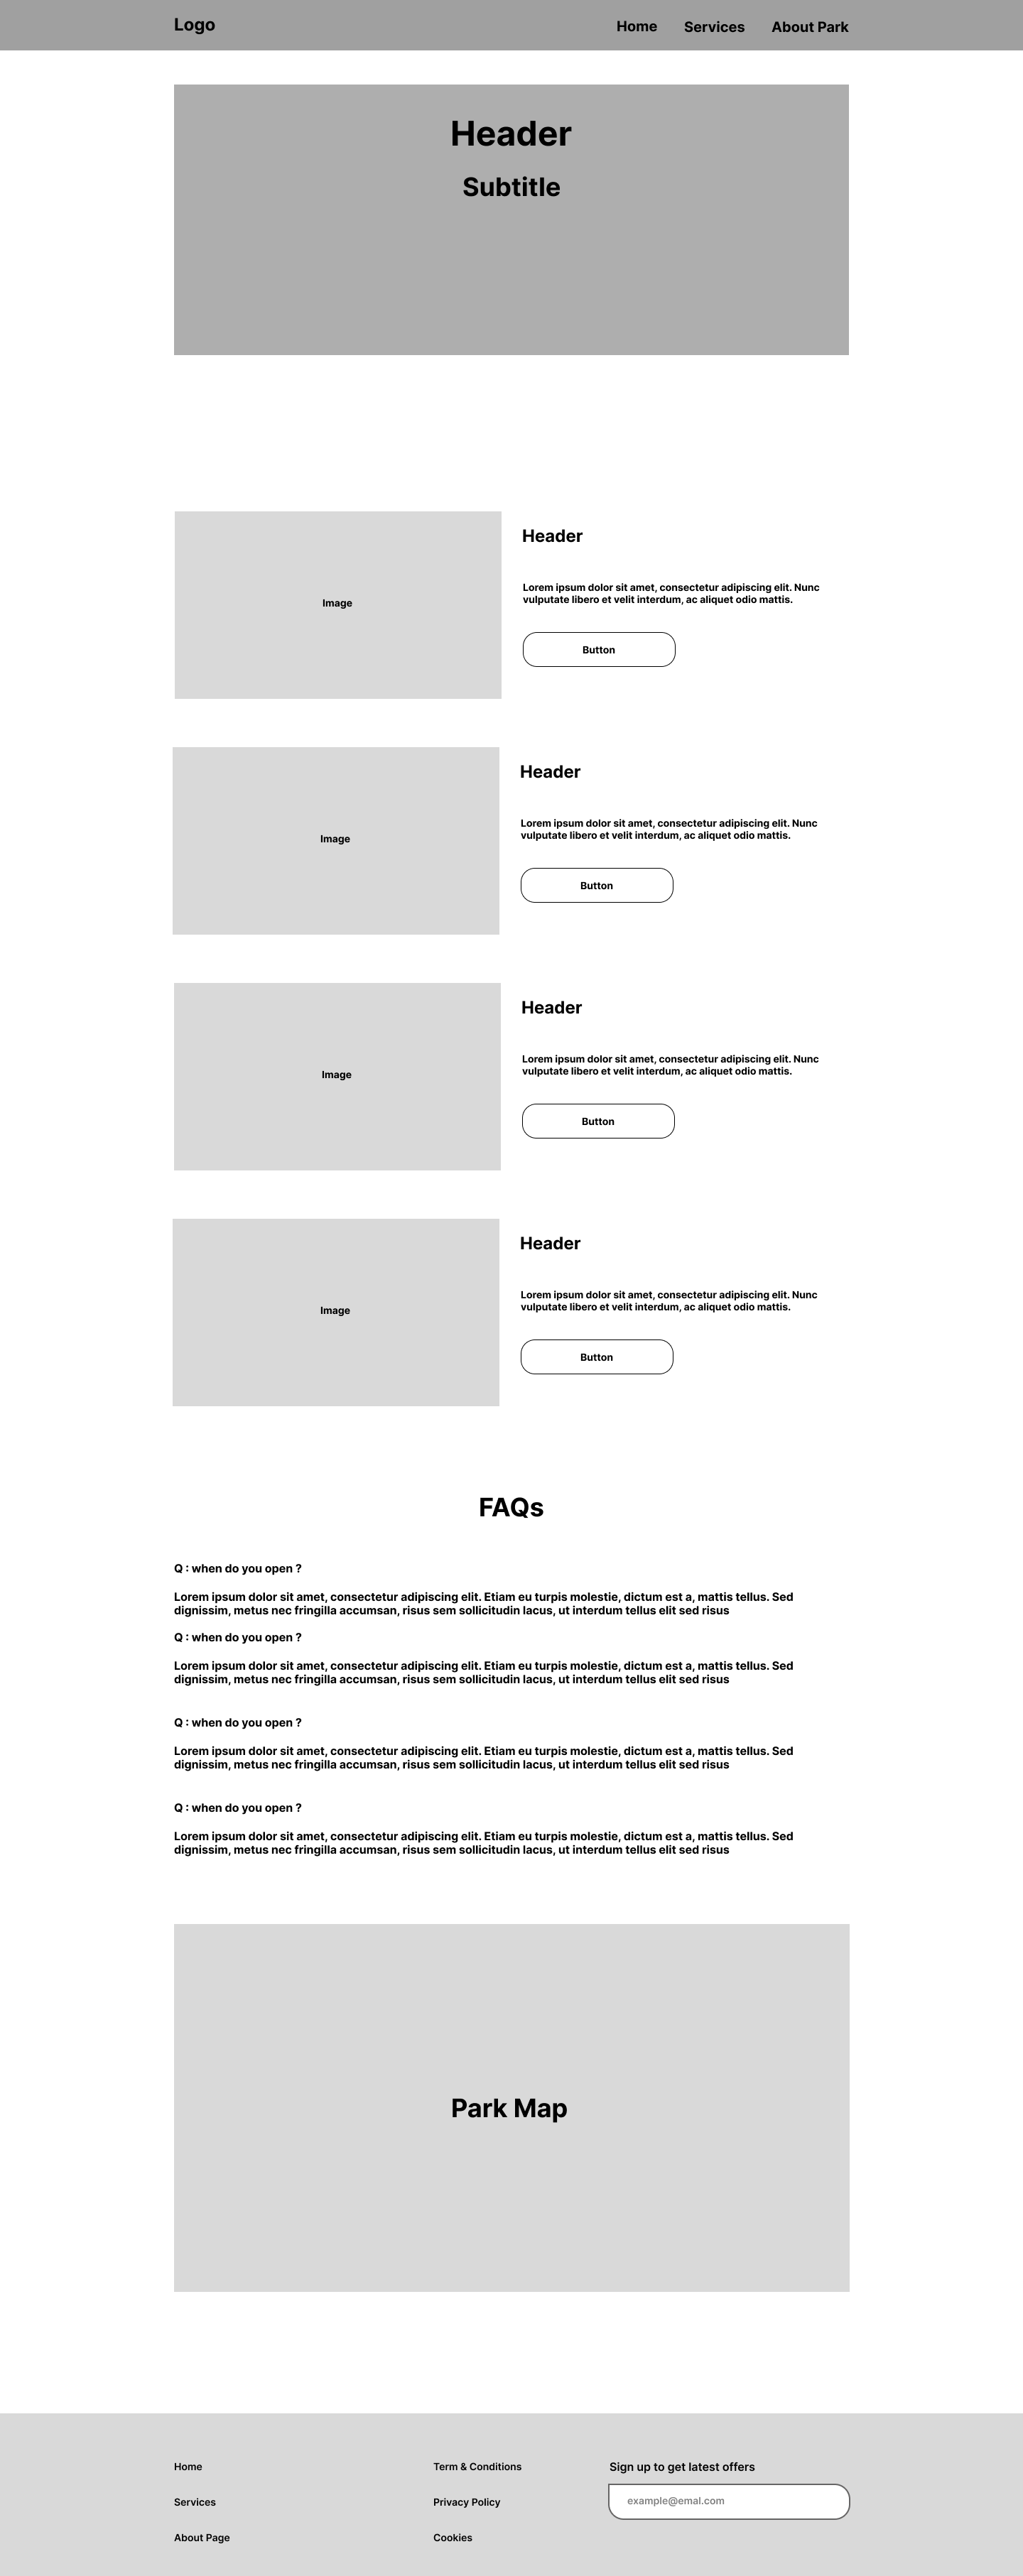 Logo
Home Services About Park
Header
Subtitle
Image
Header
Lorem ipsum dolor sit amet, consectetur adipiscing elit. Nunc
vulputate libero et velit interdum, ac aliquet odio mattis.
Button
Image
Header
Lorem ipsum dolor sit amet, consectetur adipiscing elit. Nunc
vulputate libero et velit interdum, ac aliquet odio mattis.
Button
Image
Header
Lorem ipsum dolor sit amet, consectetur adipiscing elit. Nunc
vulputate libero et velit interdum, ac aliquet odio mattis.
Button
Image
Header
Lorem ipsum dolor sit amet, consectetur adipiscing elit. Nunc
vulputate libero et velit interdum, ac aliquet odio mattis.
Button
FAQs
Q : when do you open ?
Lorem ipsum dolor sit amet, consectetur adipiscing elit. Etiam eu turpis molestie, dictum est a, mattis tellus. Sed
dignissim, metus nec fringilla accumsan, risus sem sollicitudin lacus, ut interdum tellus elit sed risus
Q : when do you open ?
Lorem ipsum dolor sit amet, consectetur adipiscing elit. Etiam eu turpis molestie, dictum est a, mattis tellus. Sed
dignissim, metus nec fringilla accumsan, risus sem sollicitudin lacus, ut interdum tellus elit sed risus
Q : when do you open ?
Lorem ipsum dolor sit amet, consectetur adipiscing elit. Etiam eu turpis molestie, dictum est a, mattis tellus. Sed
dignissim, metus nec fringilla accumsan, risus sem sollicitudin lacus, ut interdum tellus elit sed risus
Q : when do you open ?
Lorem ipsum dolor sit amet, consectetur adipiscing elit. Etiam eu turpis molestie, dictum est a, mattis tellus. Sed
dignissim, metus nec fringilla accumsan, risus sem sollicitudin lacus, ut interdum tellus elit sed risus
Park Map
Home
Services
About Page
Term & Conditions
Privacy Policy
Cookies
Sign up to get latest offers
example@emal.com